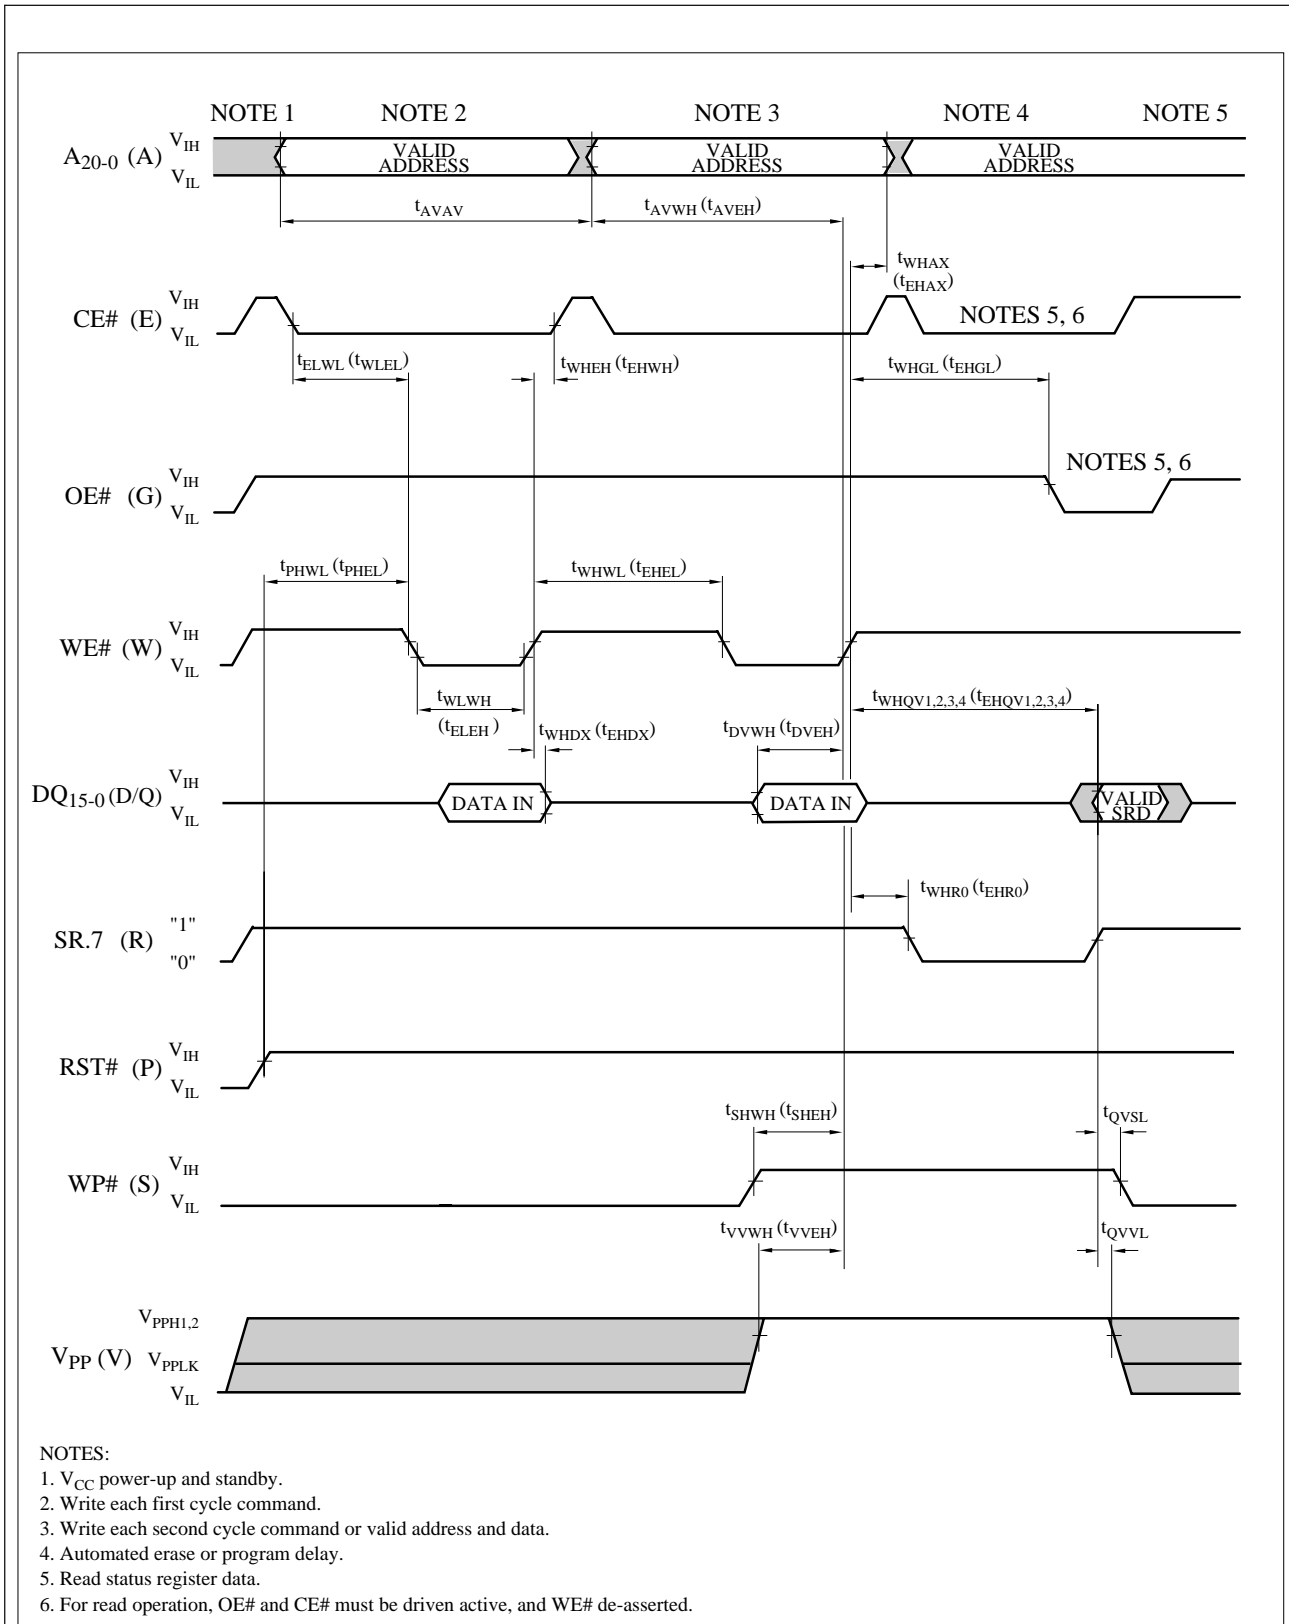 NOTE 1 NOTE 2 NOTE 3 NOTE 4 NOTE 5
A20-0 (A) VIH VIL
VALID ADDRESS VALID ADDRESS VALID ADDRESS
tAVAV tAVWH (tAVEH)
tWHAX
(tEHAX)
CE# (E) VIH VIL
NOTES 5, 6
tELWL (tWLEL) tWHEH (tEHWH) tWHGL (tEHGL)
OE# (G) VIH VIL
NOTES 5, 6
tPHWL (tPHEL) tWHWL (tEHEL)
WE# (W) VIH VIL
tWLWH
(tELEH)
tWHDX (tEHDX) tDVWH (tDVEH)
tWHQV1,2,3,4 (tEHQV1,2,3,4)
DQ15-0 (D/Q) VIH VIL
DATA IN DATA IN VALID SRD
tWHR0 (tEHR0)
SR.7 (R) "1" "0"
RST# (P) VIH VIL
tSHWH (tSHEH) tQVSL
WP# (S) VIH VIL
tVVWH (tVVEH) tQVVL
VPP (V) VPPH1,2 VPPLK VIL
NOTES:
1. VCC power-up and standby.
2. Write each first cycle command.
3. Write each second cycle command or valid address and data.
4. Automated erase or program delay.
5. Read status register data.
6. For read operation, OE# and CE# must be driven active, and WE# de-asserted.